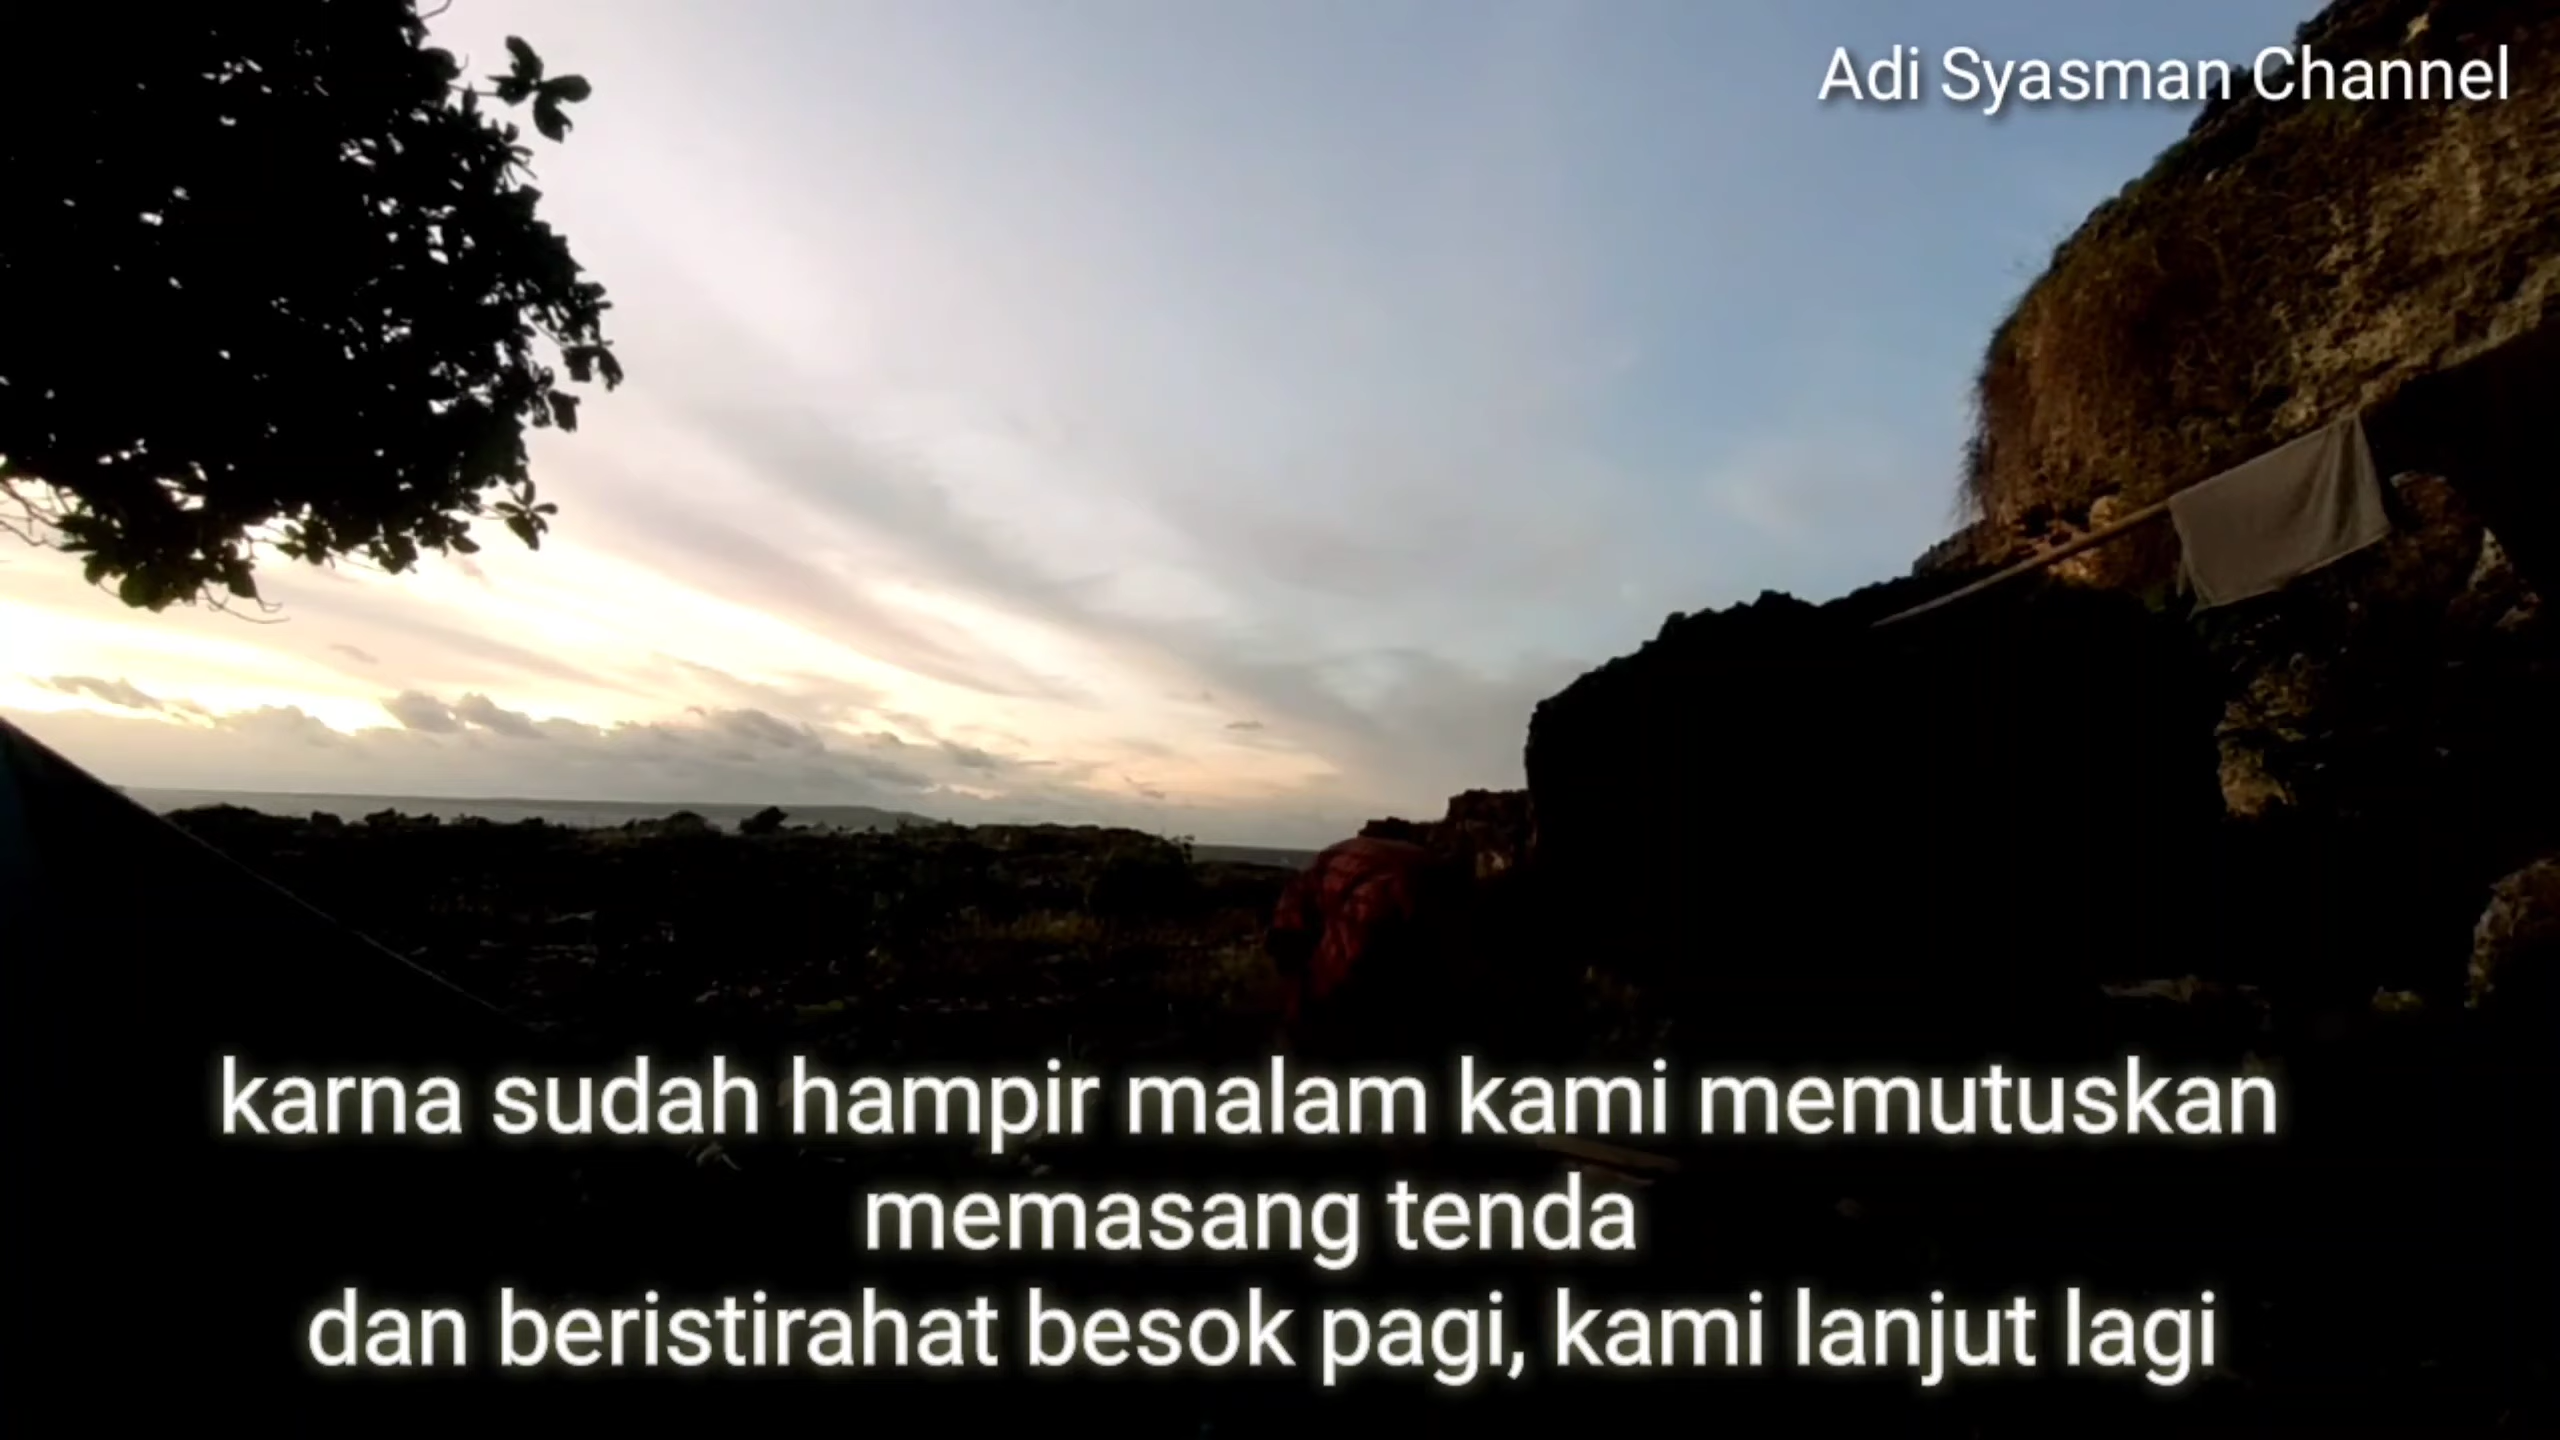 Adi Syasman Channel
karna sudah hampir malam kami memutuskan
memasang tenda
dan beristirahat besok pagi, kami lanjut lagi